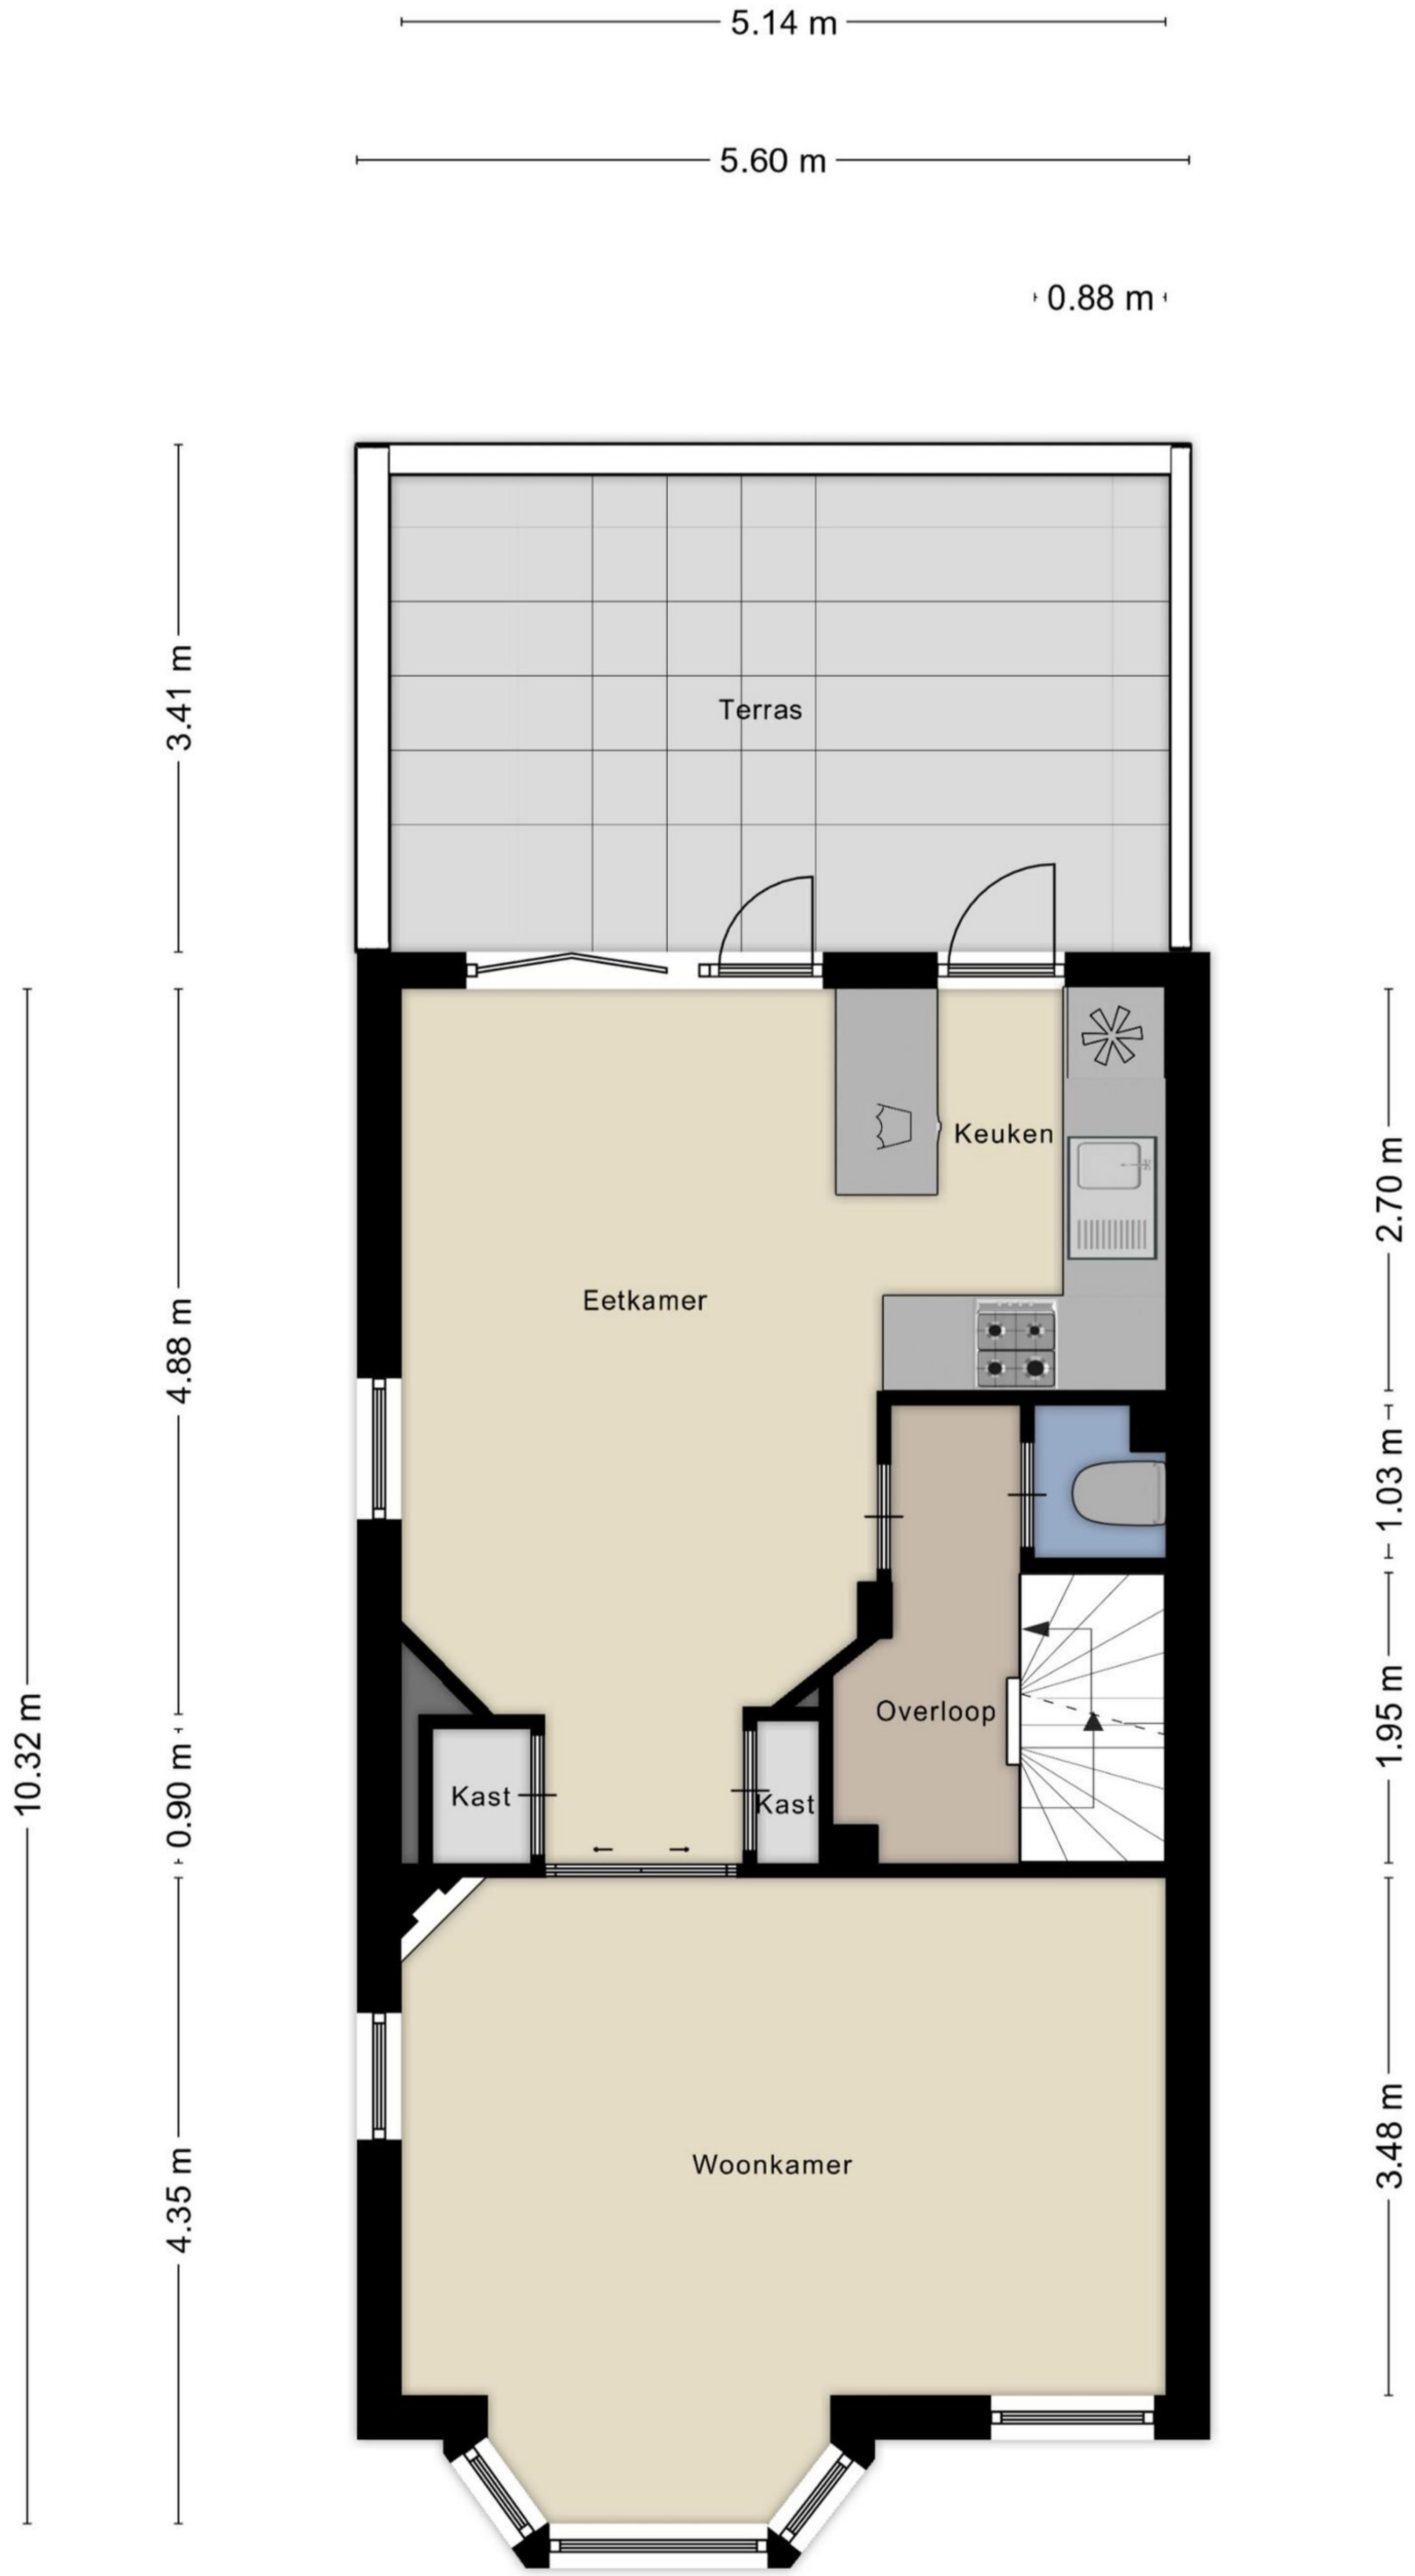 5.14 m
5.60 m
0.88 m
3.41 m
Terras
Keuken
2.70 m
Eetkamer
4.88 m
1.03 m
10.32 m
0.90 m
Overloop
1.95 m
Kast
Kast
Woonkamer
4.35 m
3.48 m